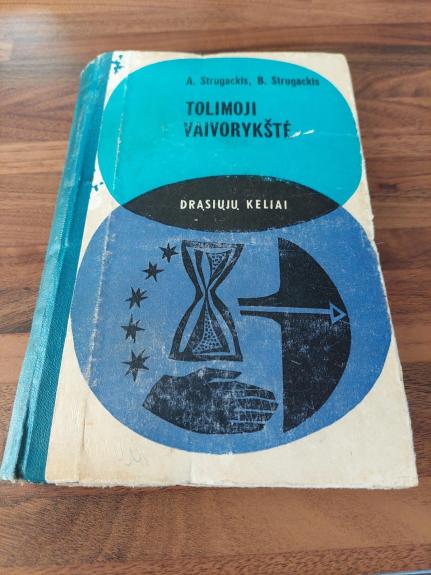 A. Strugackis, B. Strugackis
TOLIMOJI
VAIVORYKŠTĖ
DRĄSIŲJŲ KELIAI